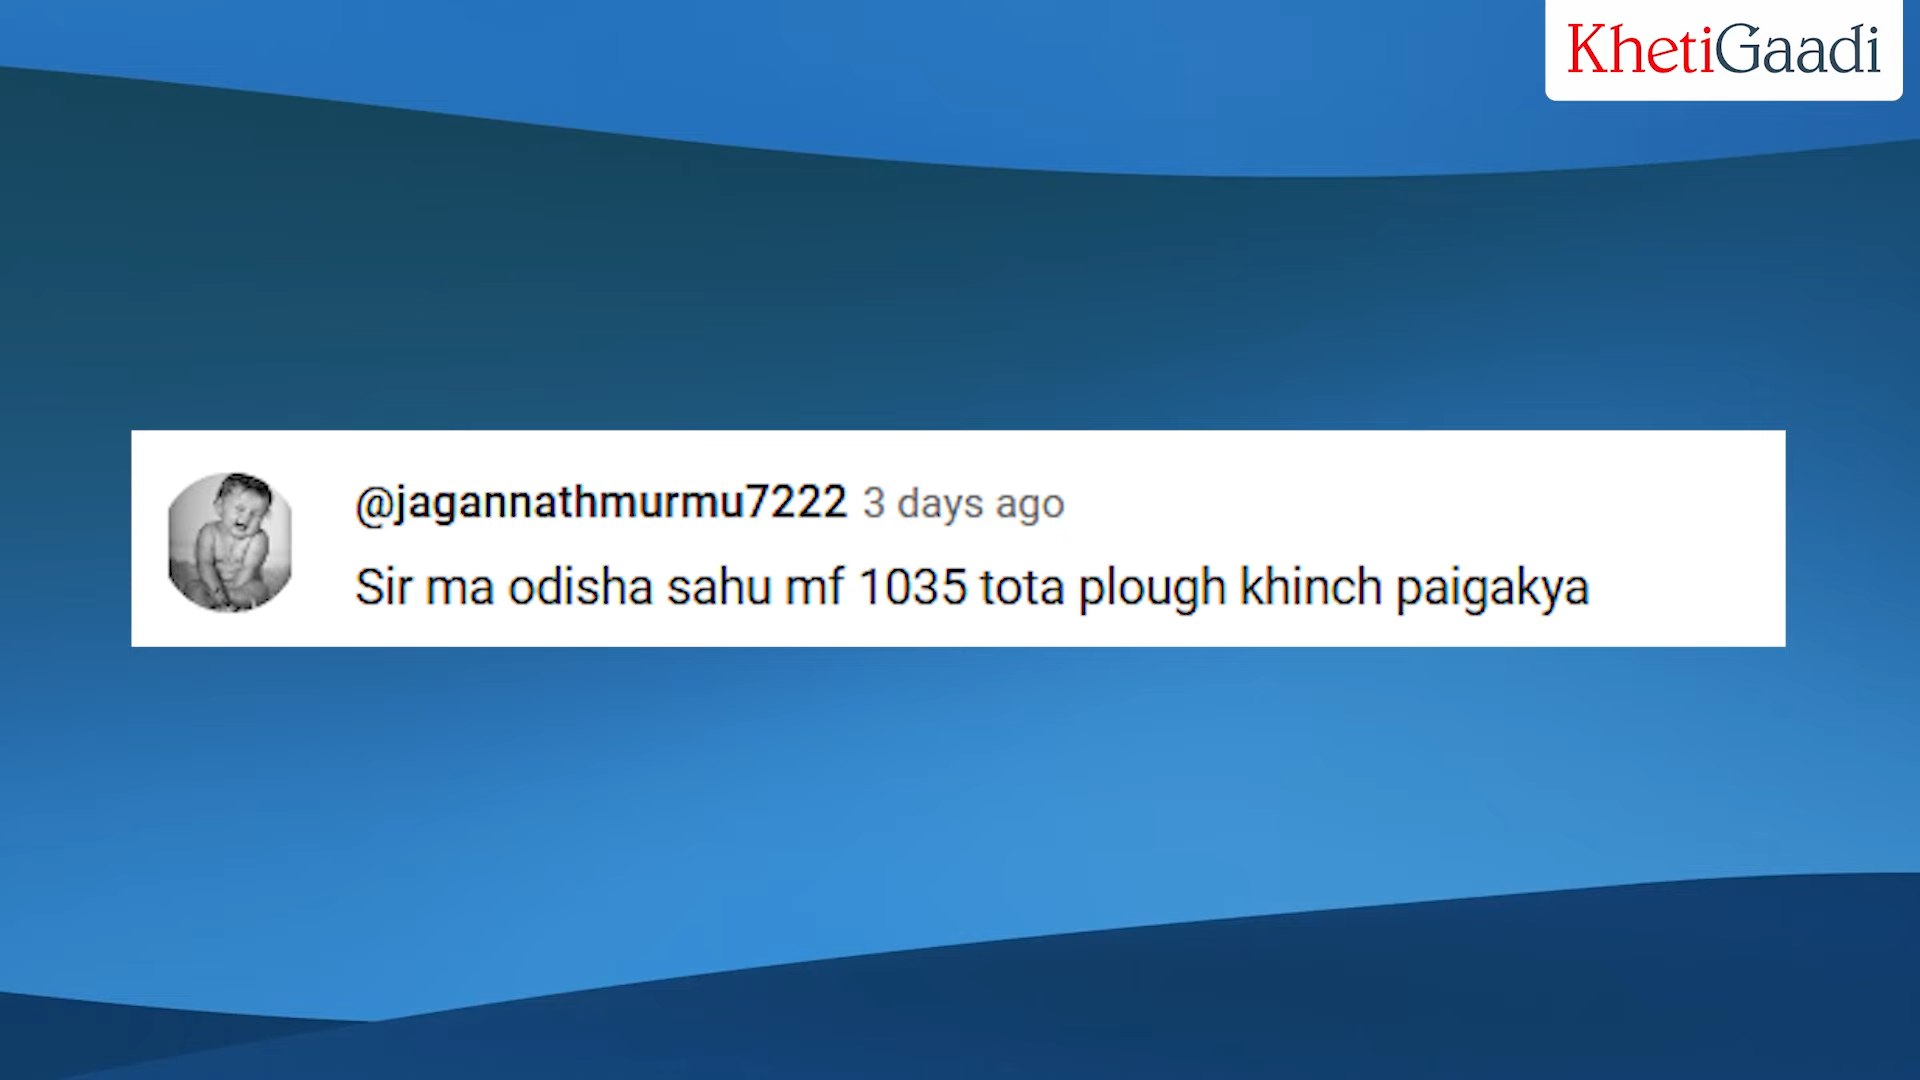 KhetiGaadi
@jagannathmurmu7222 3 days ago
Sir ma odisha sahu mf 1035 tota plough khinch paigakya